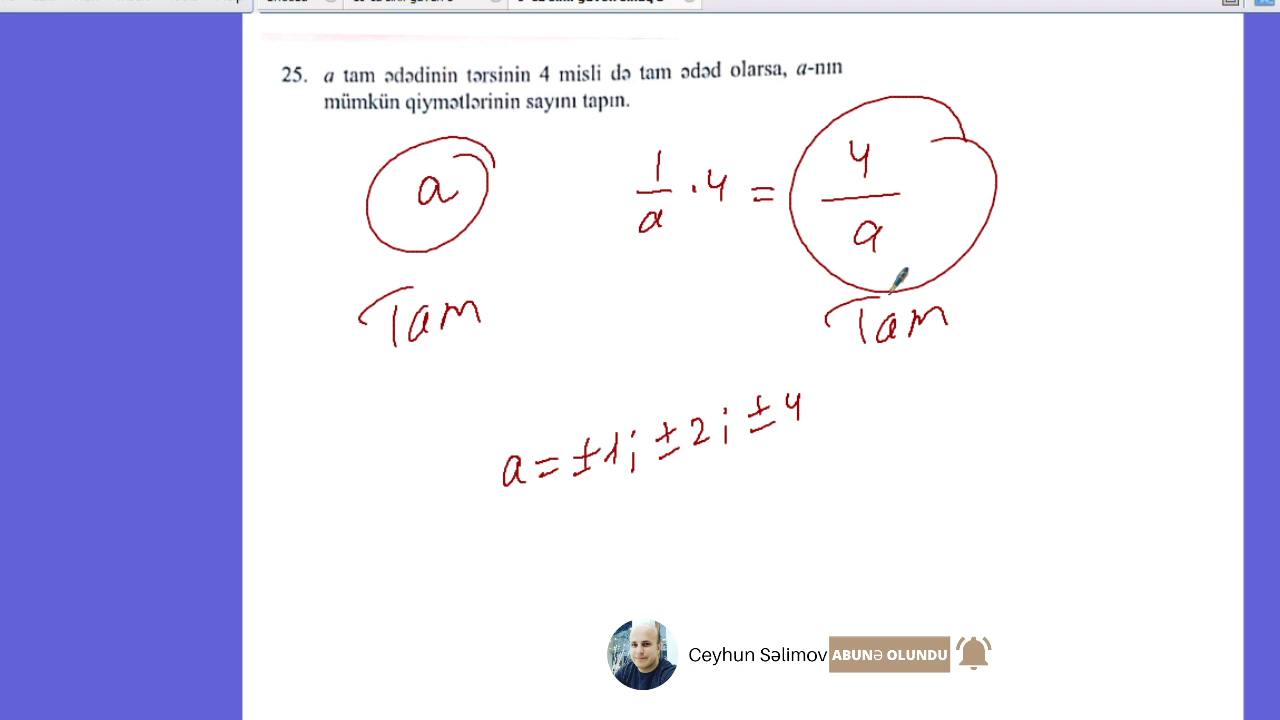 25. a tam ədədinin tərsinin 4 misli də tam ədəd olarsa, a-nın
mümkün qiymətlərinin sayını tapın.
a
1/a · 4 = 4/a
Tam
Tam
a = ±1; ±2; ±4
Ceyhun Səlimov
ABUNƏ OLUNDU